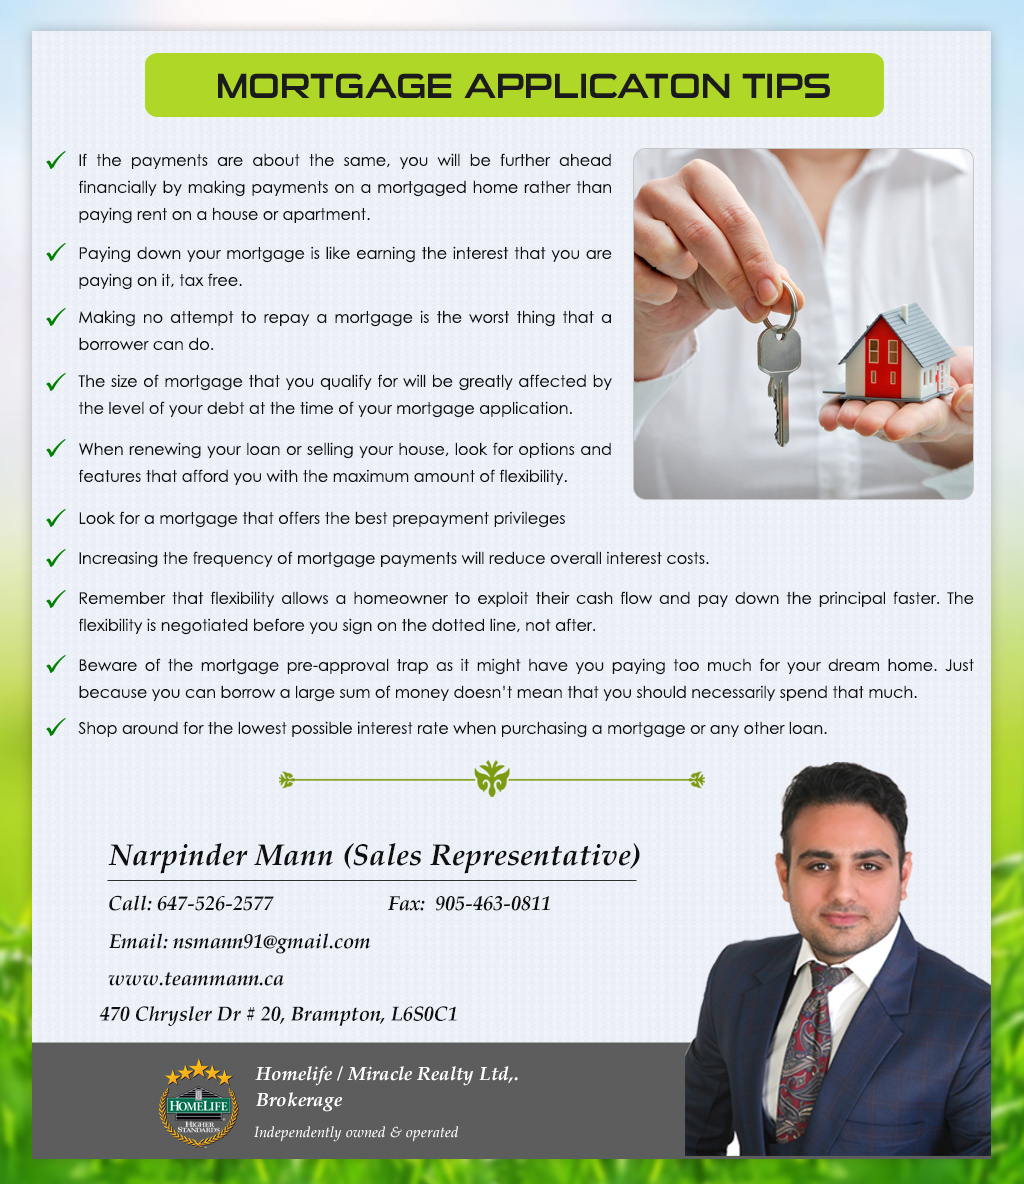 MORTGAGE APPLICATON TIPS
If the payments are about the same, you will be further ahead
financially by making payments on a mortgaged home rather than
paying rent on a house or apartment.
Paying down your mortgage is like earning the interest that you are
paying on it, tax free.
Making no attempt to repay a mortgage is the worst thing that a
borrower can do.
The size of mortgage that you qualify for will be greatly affected by
the level of your debt at the time of your mortgage application.
When renewing your loan or selling your house, look for options and
features that afford you with the maximum amount of flexibility.
Look for a mortgage that offers the best prepayment privileges
Increasing the frequency of mortgage payments will reduce overall interest costs.
Remember that flexibility allows a homeowner to exploit their cash flow and pay down the principal faster. The
flexibility is negotiated before you sign on the dotted line, not after.
Beware of the mortgage pre-approval trap as it might have you paying too much for your dream home. Just
because you can borrow a large sum of money doesn't mean that you should necessarily spend that much.
Shop around for the lowest possible interest rate when purchasing a mortgage or any other loan.
Narpinder Mann (Sales Representative)
Call: 647-526-2577 Fax: 905-463-0811
Email: nsmann91@gmail.com
www.teammann.ca
470 Chrysler Dr # 20, Brampton, L6S0C1
Homelife / Miracle Realty Ltd,.
Brokerage
Independently owned & operated
HOMELIFE
HIGHER
STANDARDS